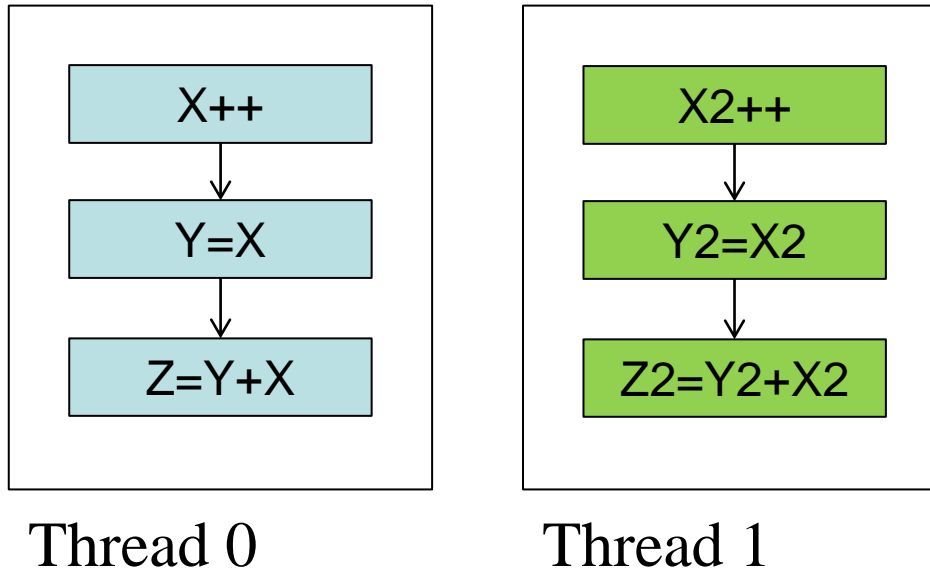 X++
Y=X
Z=Y+X
Thread 0
X2++
Y2=X2
Z2=Y2+X2
Thread 1